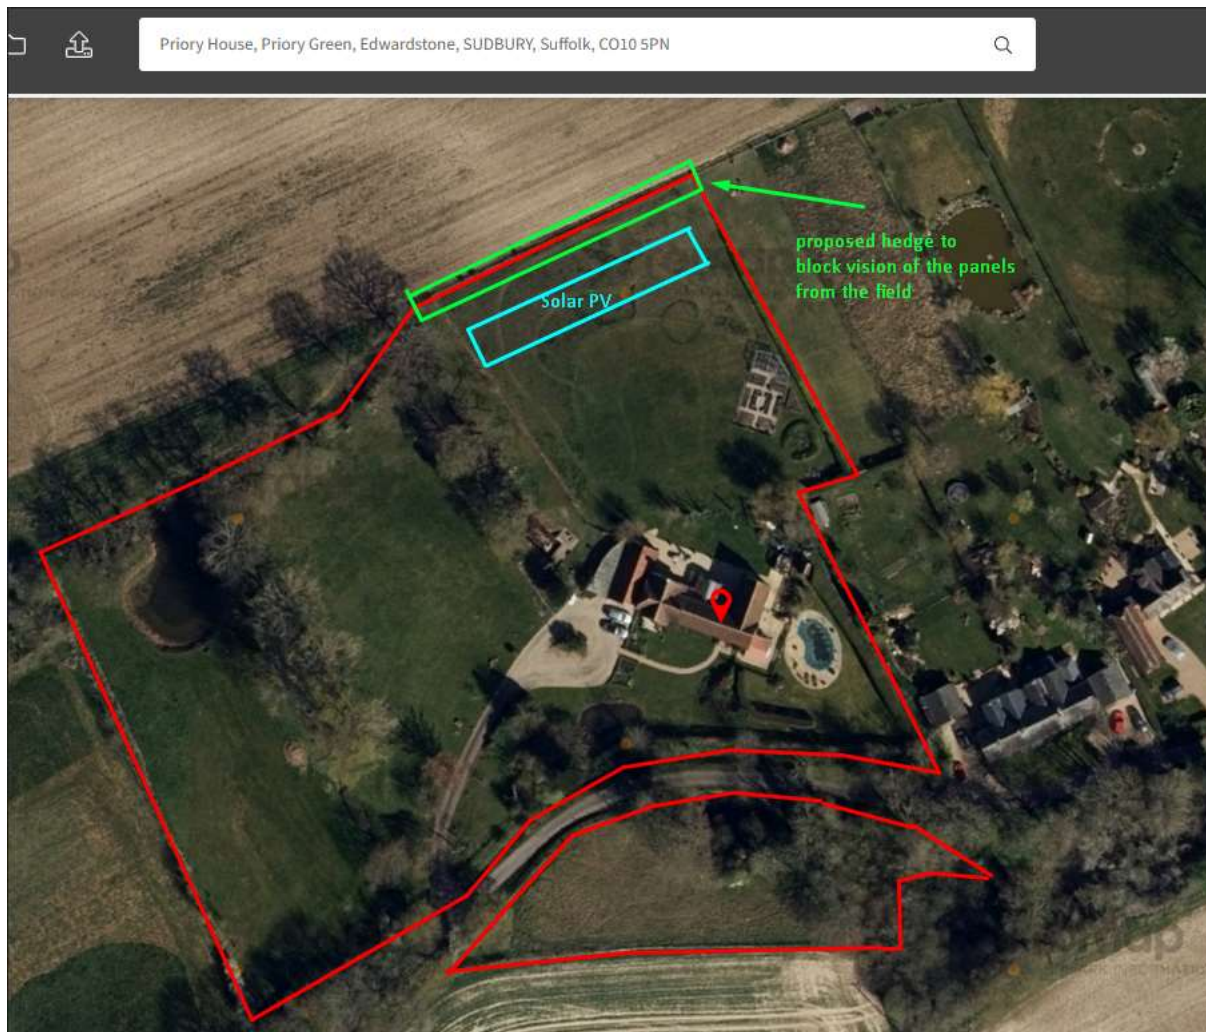 Priory House, Priory Green, Edwardstone, SUDBURY, Suffolk, CO10 5PN
proposed hedge to
block vision of the panels
from the field
Solar PV